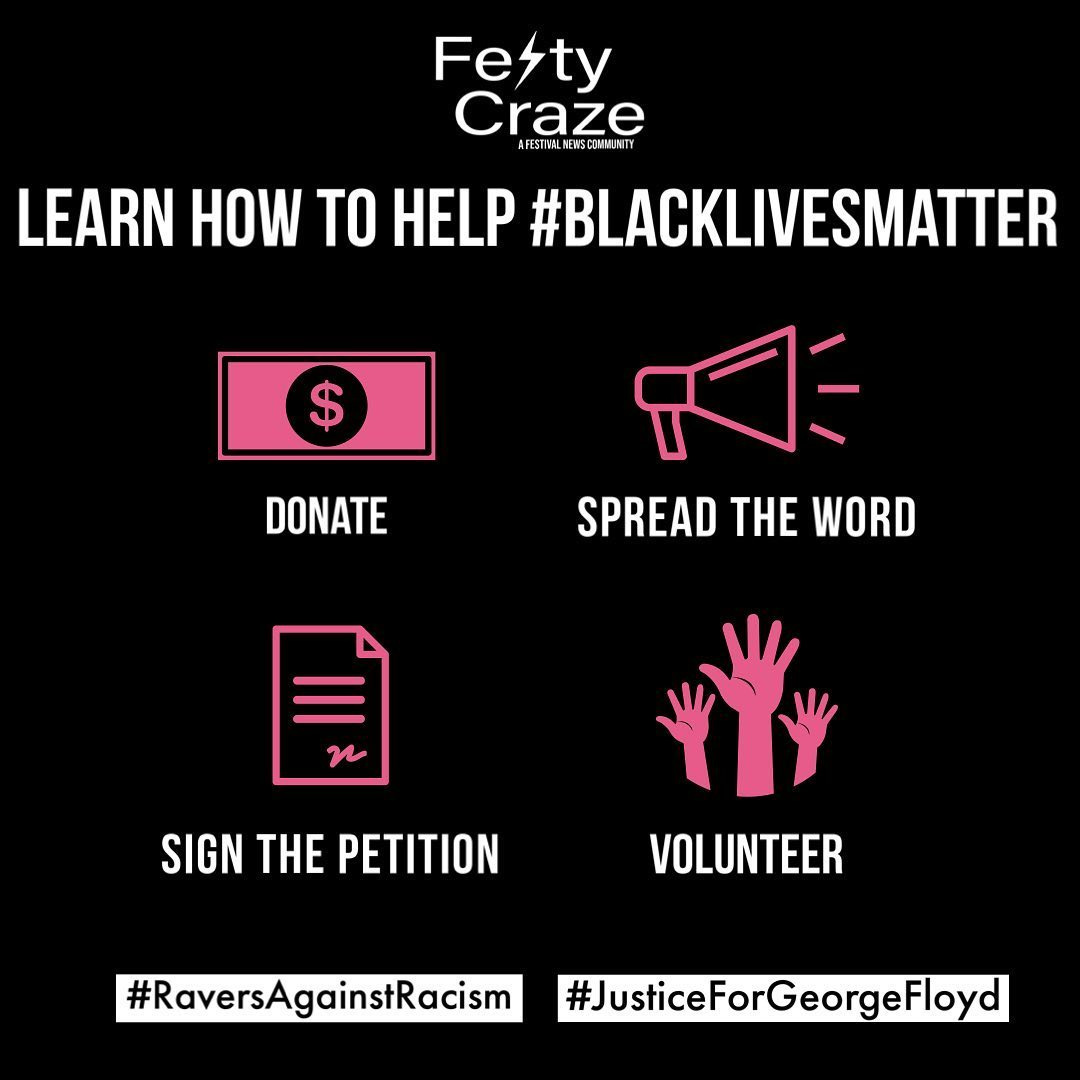 Festy
Craze
A FESTIVAL NEWS COMMUNITY
LEARN HOW TO HELP #BLACKLIVESMATTER
$
DONATE
SPREAD THE WORD
SIGN THE PETITION
VOLUNTEER
#RaversAgainstRacism
#JusticeForGeorgeFloyd